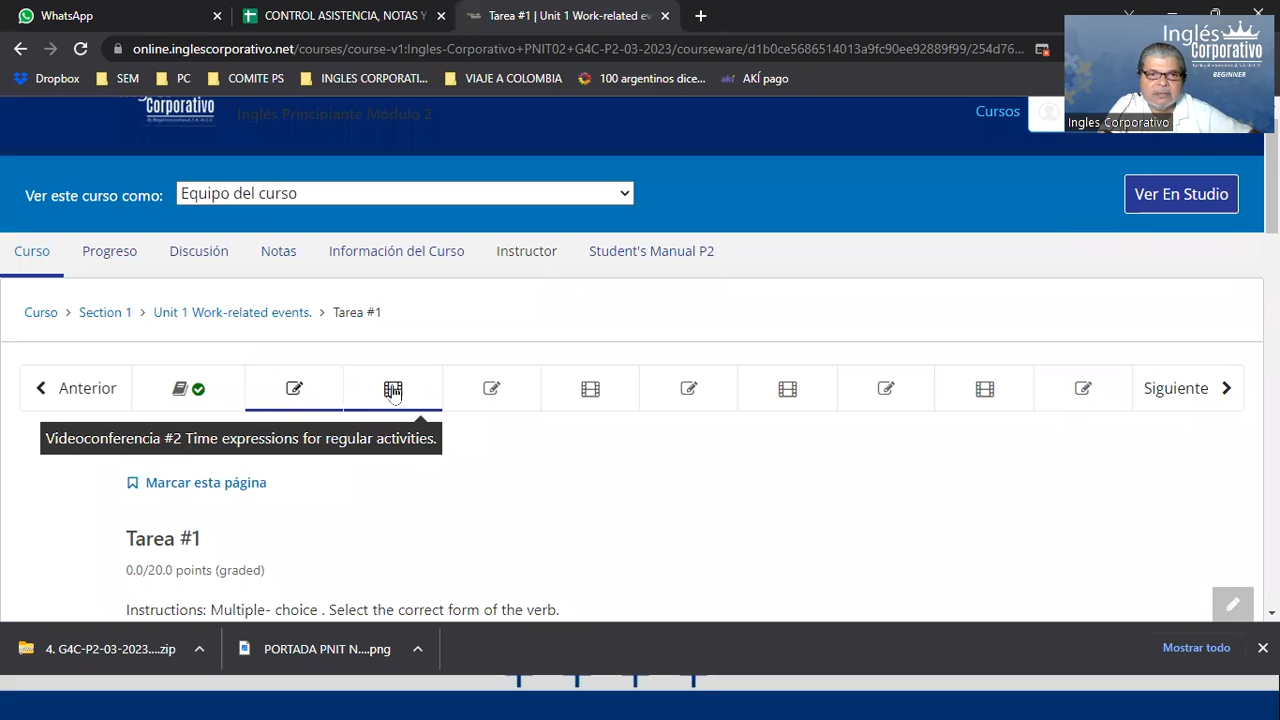 WhatsApp
CONTROL ASISTENCIA, NOTAS Y
Tarea #1 | Unit 1 Work-related ev
online.inglescorporativo.net/courses/course-v1:Ingles-Corporativo+PNIT02+G4C-P2-03-2023/courseware/d1b0ce5686514013a9fc90ee92889f99/254d76...
Dropbox
SEM
PC
COMITE PS
INGLES CORPORATI...
VIAJE A COLOMBIA
100 argentinos dice...
AKÍ pago
Inglés
Corporativo
BEGINNER
Ingles Corporativo
Corporativo
Inglés Principiante Módulo 2
Cursos
Ver este curso como:
Equipo del curso
Ver En Studio
Curso
Progreso
Discusión
Notas
Información del Curso
Instructor
Student's Manual P2
Curso > Section 1 > Unit 1 Work-related events. > Tarea #1
Anterior
Siguiente
Videoconferencia #2 Time expressions for regular activities.
Marcar esta página
Tarea #1
0.0/20.0 points (graded)
Instructions: Multiple- choice . Select the correct form of the verb.
4. G4C-P2-03-2023....zip
PORTADA PNIT N....png
Mostrar todo